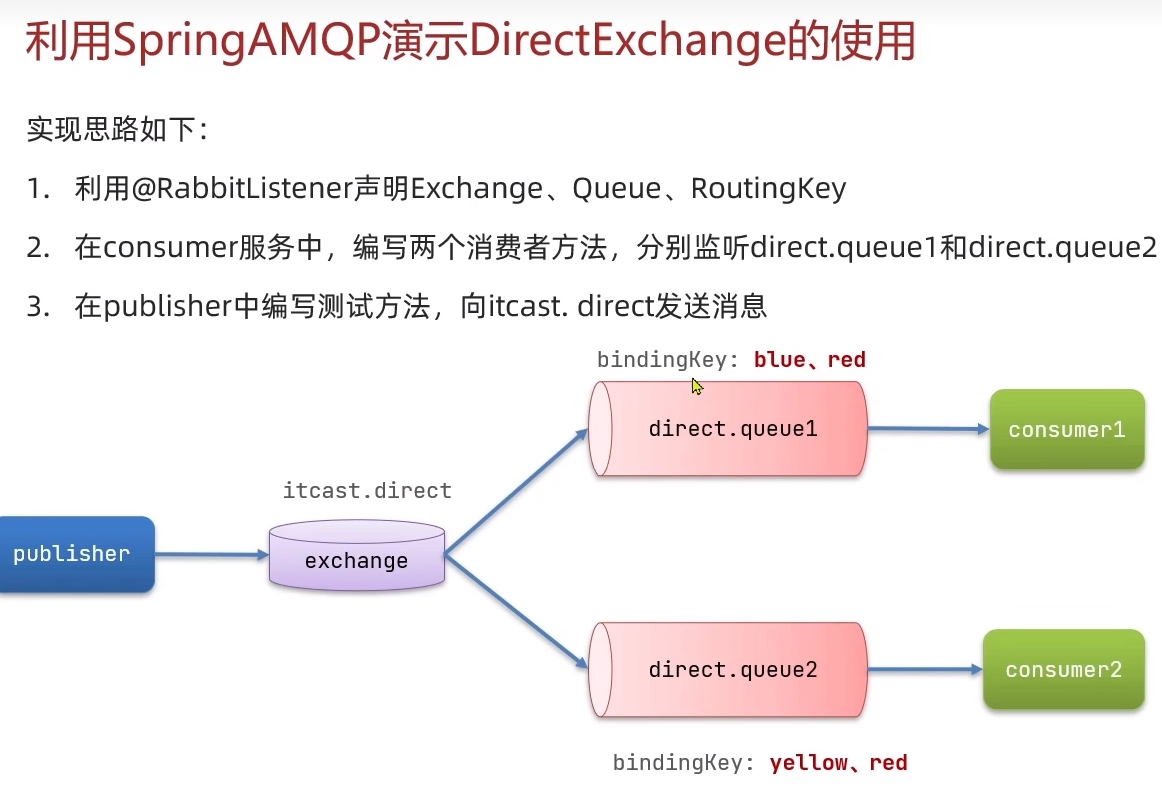 利用SpringAMQP演示DirectExchange的使用
实现思路如下：
1. 利用@RabbitListener声明Exchange、Queue、RoutingKey
2. 在consumer服务中，编写两个消费者方法，分别监听direct.queue1和direct.queue2
3. 在publisher中编写测试方法，向itcast. direct发送消息
bindingKey: blue、red
direct.queue1
consumer1
itcast.direct
publisher
exchange
direct.queue2
consumer2
bindingKey: yellow、red